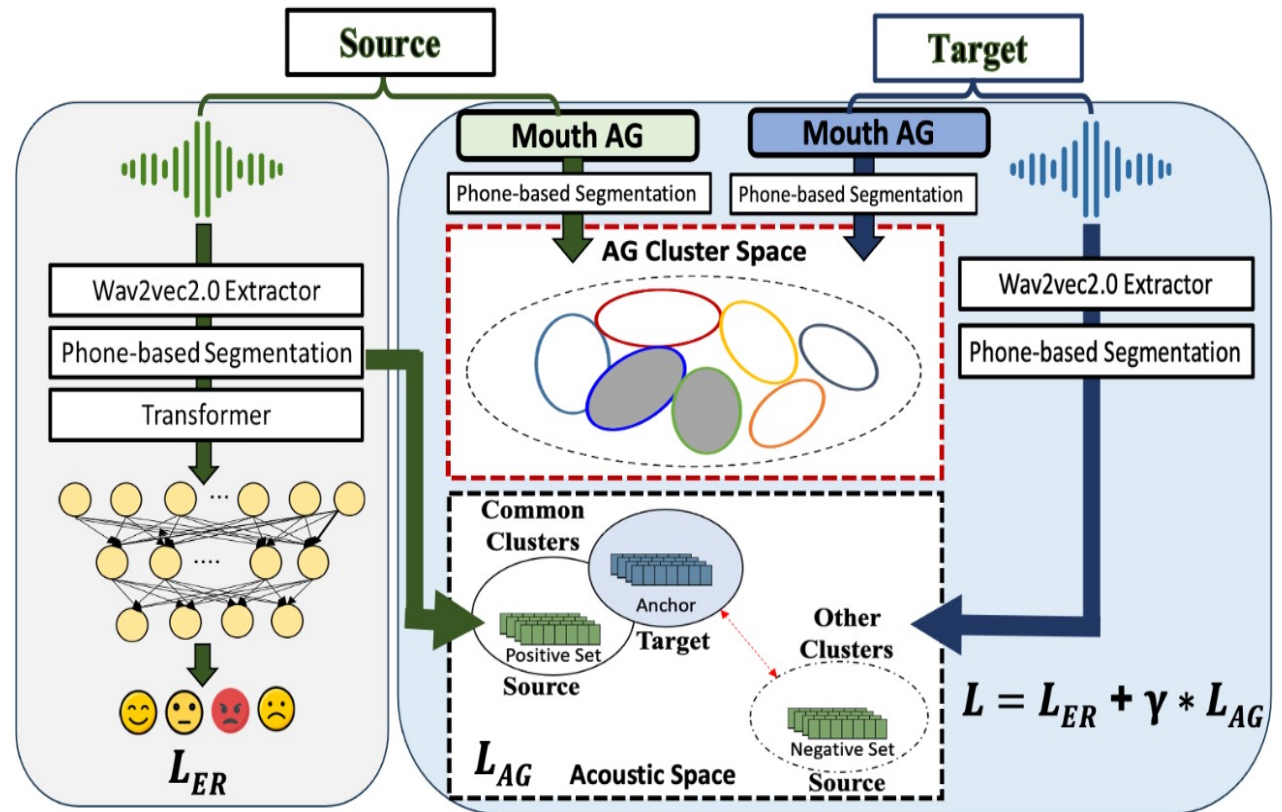 Source
Target
Mouth AG
Mouth AG
Phone-based Segmentation
Phone-based Segmentation
AG Cluster Space
Wav2vec2.0 Extractor
Phone-based Segmentation
Transformer
...
....
L_ER
Wav2vec2.0 Extractor
Phone-based Segmentation
Common
Clusters
Anchor
Target
Positive Set
Source
Other
Clusters
Negative Set
Source
L_AG
Acoustic Space
L = L_ER + γ * L_AG